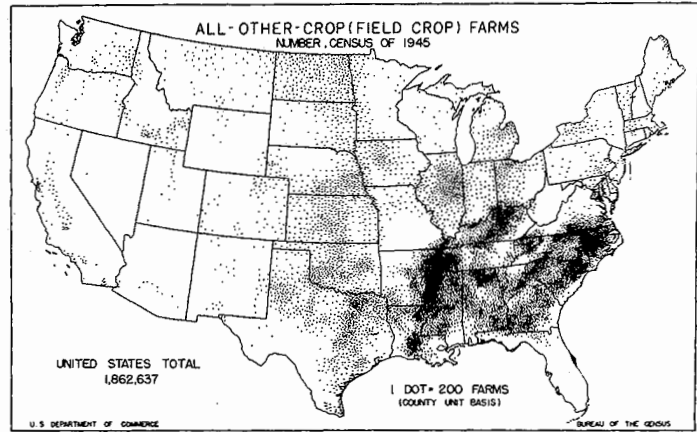 ALL-OTHER-CROP (FIELD CROP) FARMS
NUMBER, CENSUS OF 1945
UNITED STATES TOTAL
1,862,637
1 DOT = 200 FARMS
(COUNTY UNIT BASIS)
U.S DEPARTMENT OF COMMERCE
BUREAU OF THE CENSUS